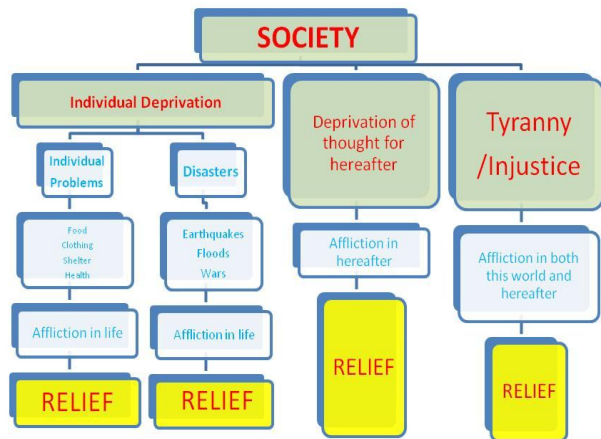 SOCIETY
Individual Deprivation
Deprivation of
thought for
hereafter
Tyranny
/Injustice
Individual
Problems
Disasters
Food
Clothing
Shelter
Health
Earthquakes
Floods
Wars
Affliction in
hereafter
Affliction in both
this world and
hereafter
Affliction in life
Affliction in life
RELIEF
RELIEF
RELIEF
RELIEF